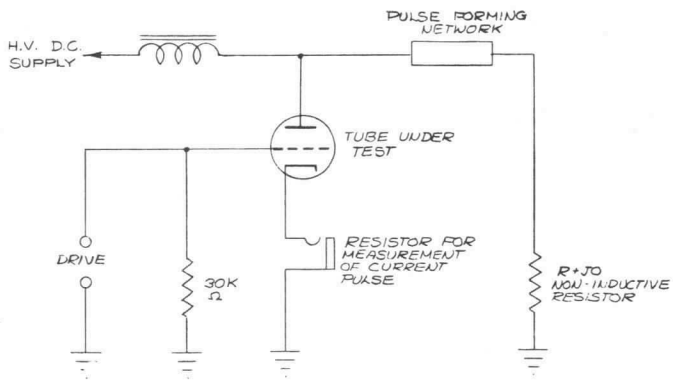 PULSE FORMING
NETWORK
H.V. D.C.
SUPPLY
TUBE UNDER
TEST
DRIVE
30K
Ω
RESISTOR FOR
MEASUREMENT
OF CURRENT
PULSE
R+JO
NON-INDUCTIVE
RESISTOR